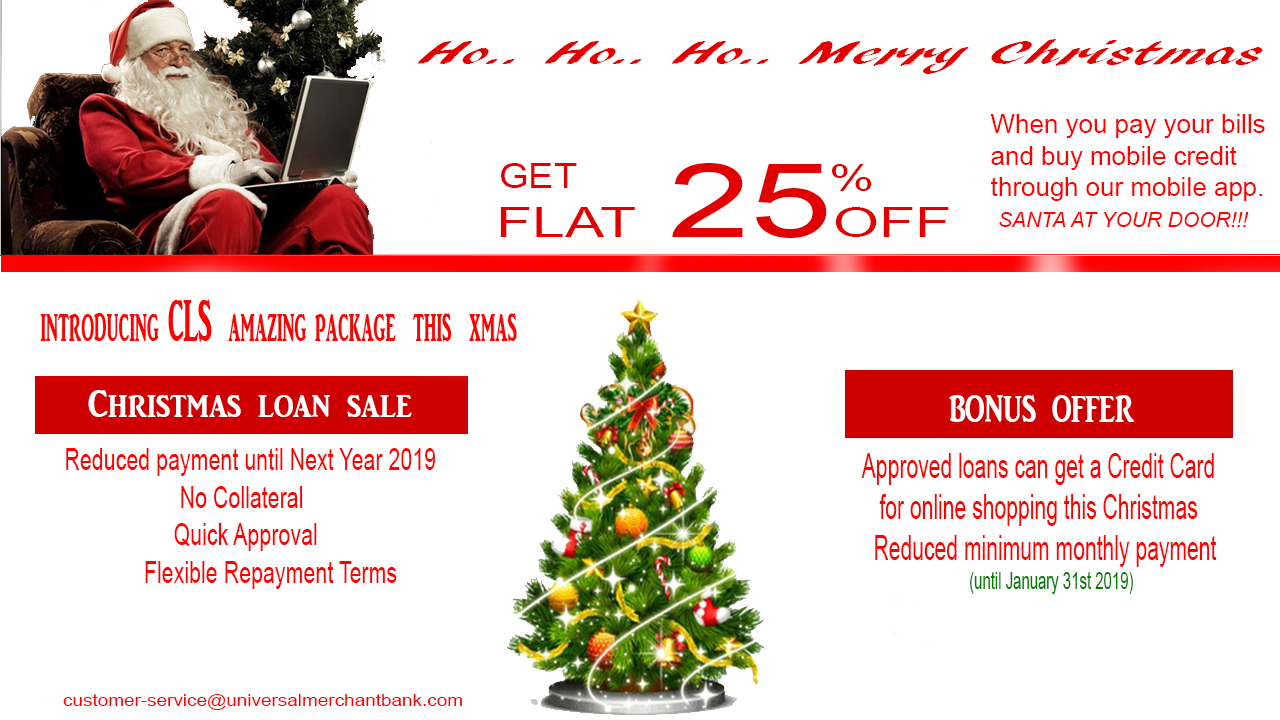 Ho.. Ho.. Ho.. Merry Christmas
When you pay your bills
and buy mobile credit
through our mobile app.
SANTA AT YOUR DOOR!!!
GET
FLAT 25% OFF
INTRODUCING CLS AMAZING PACKAGE THIS XMAS
CHRISTMAS LOAN SALE
Reduced payment until Next Year 2019
No Collateral
Quick Approval
Flexible Repayment Terms
BONUS OFFER
Approved loans can get a Credit Card
for online shopping this Christmas
Reduced minimum monthly payment
(until January 31st 2019)
customer-service@universalmerchantbank.com